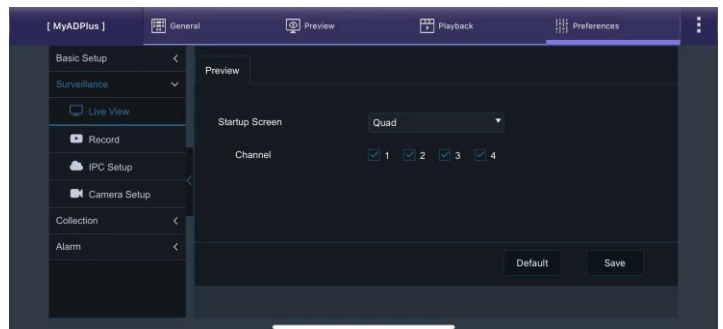 [ MyADPlus ] General Preview Playback Preferences
Basic Setup
Surveillance
Live View
Record
IPC Setup
Camera Setup
Collection
Alarm
Preview
Startup Screen Quad
Channel 1 2 3 4
Default Save